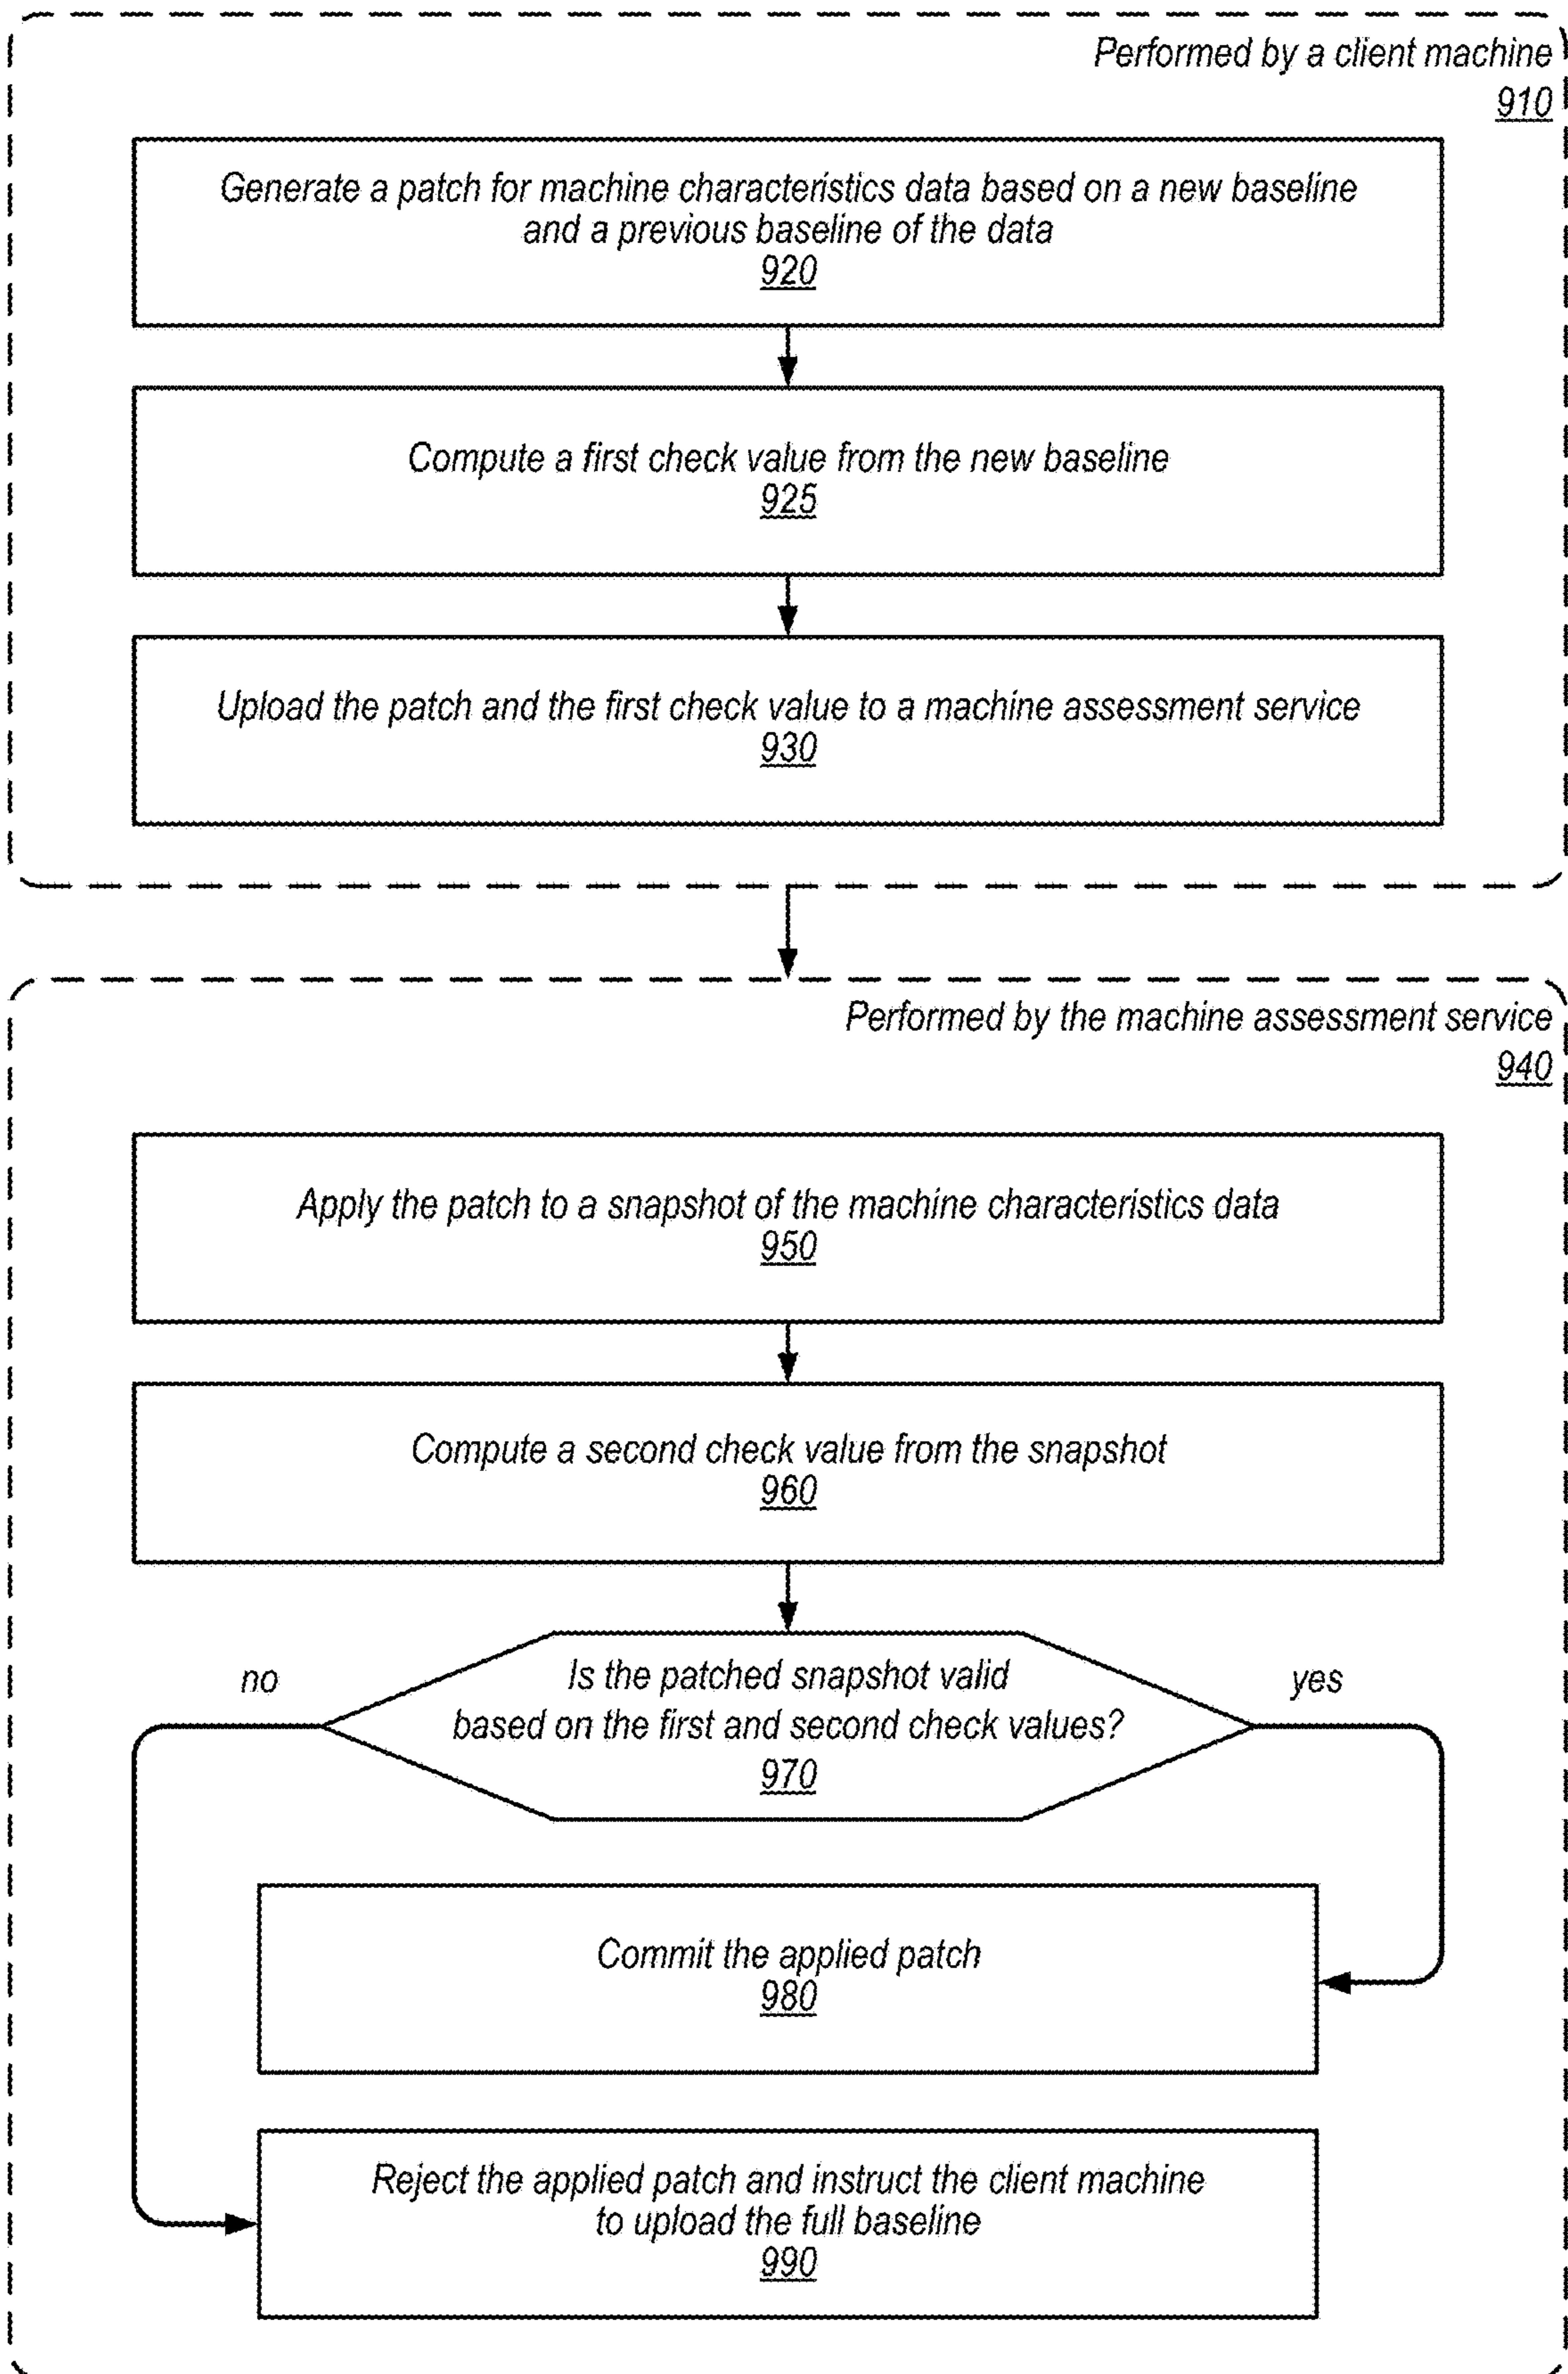 Performed by a client machine
910
Generate a patch for machine characteristics data based on a new baseline
and a previous baseline of the data
920
Compute a first check value from the new baseline
925
Upload the patch and the first check value to a machine assessment service
930
Performed by the machine assessment service
940
Apply the patch to a snapshot of the machine characteristics data
950
Compute a second check value from the snapshot
960
no
Is the patched snapshot valid
yes
based on the first and second check values?
970
Commit the applied patch
980
Reject the applied patch and instruct the client machine
to upload the full baseline
990